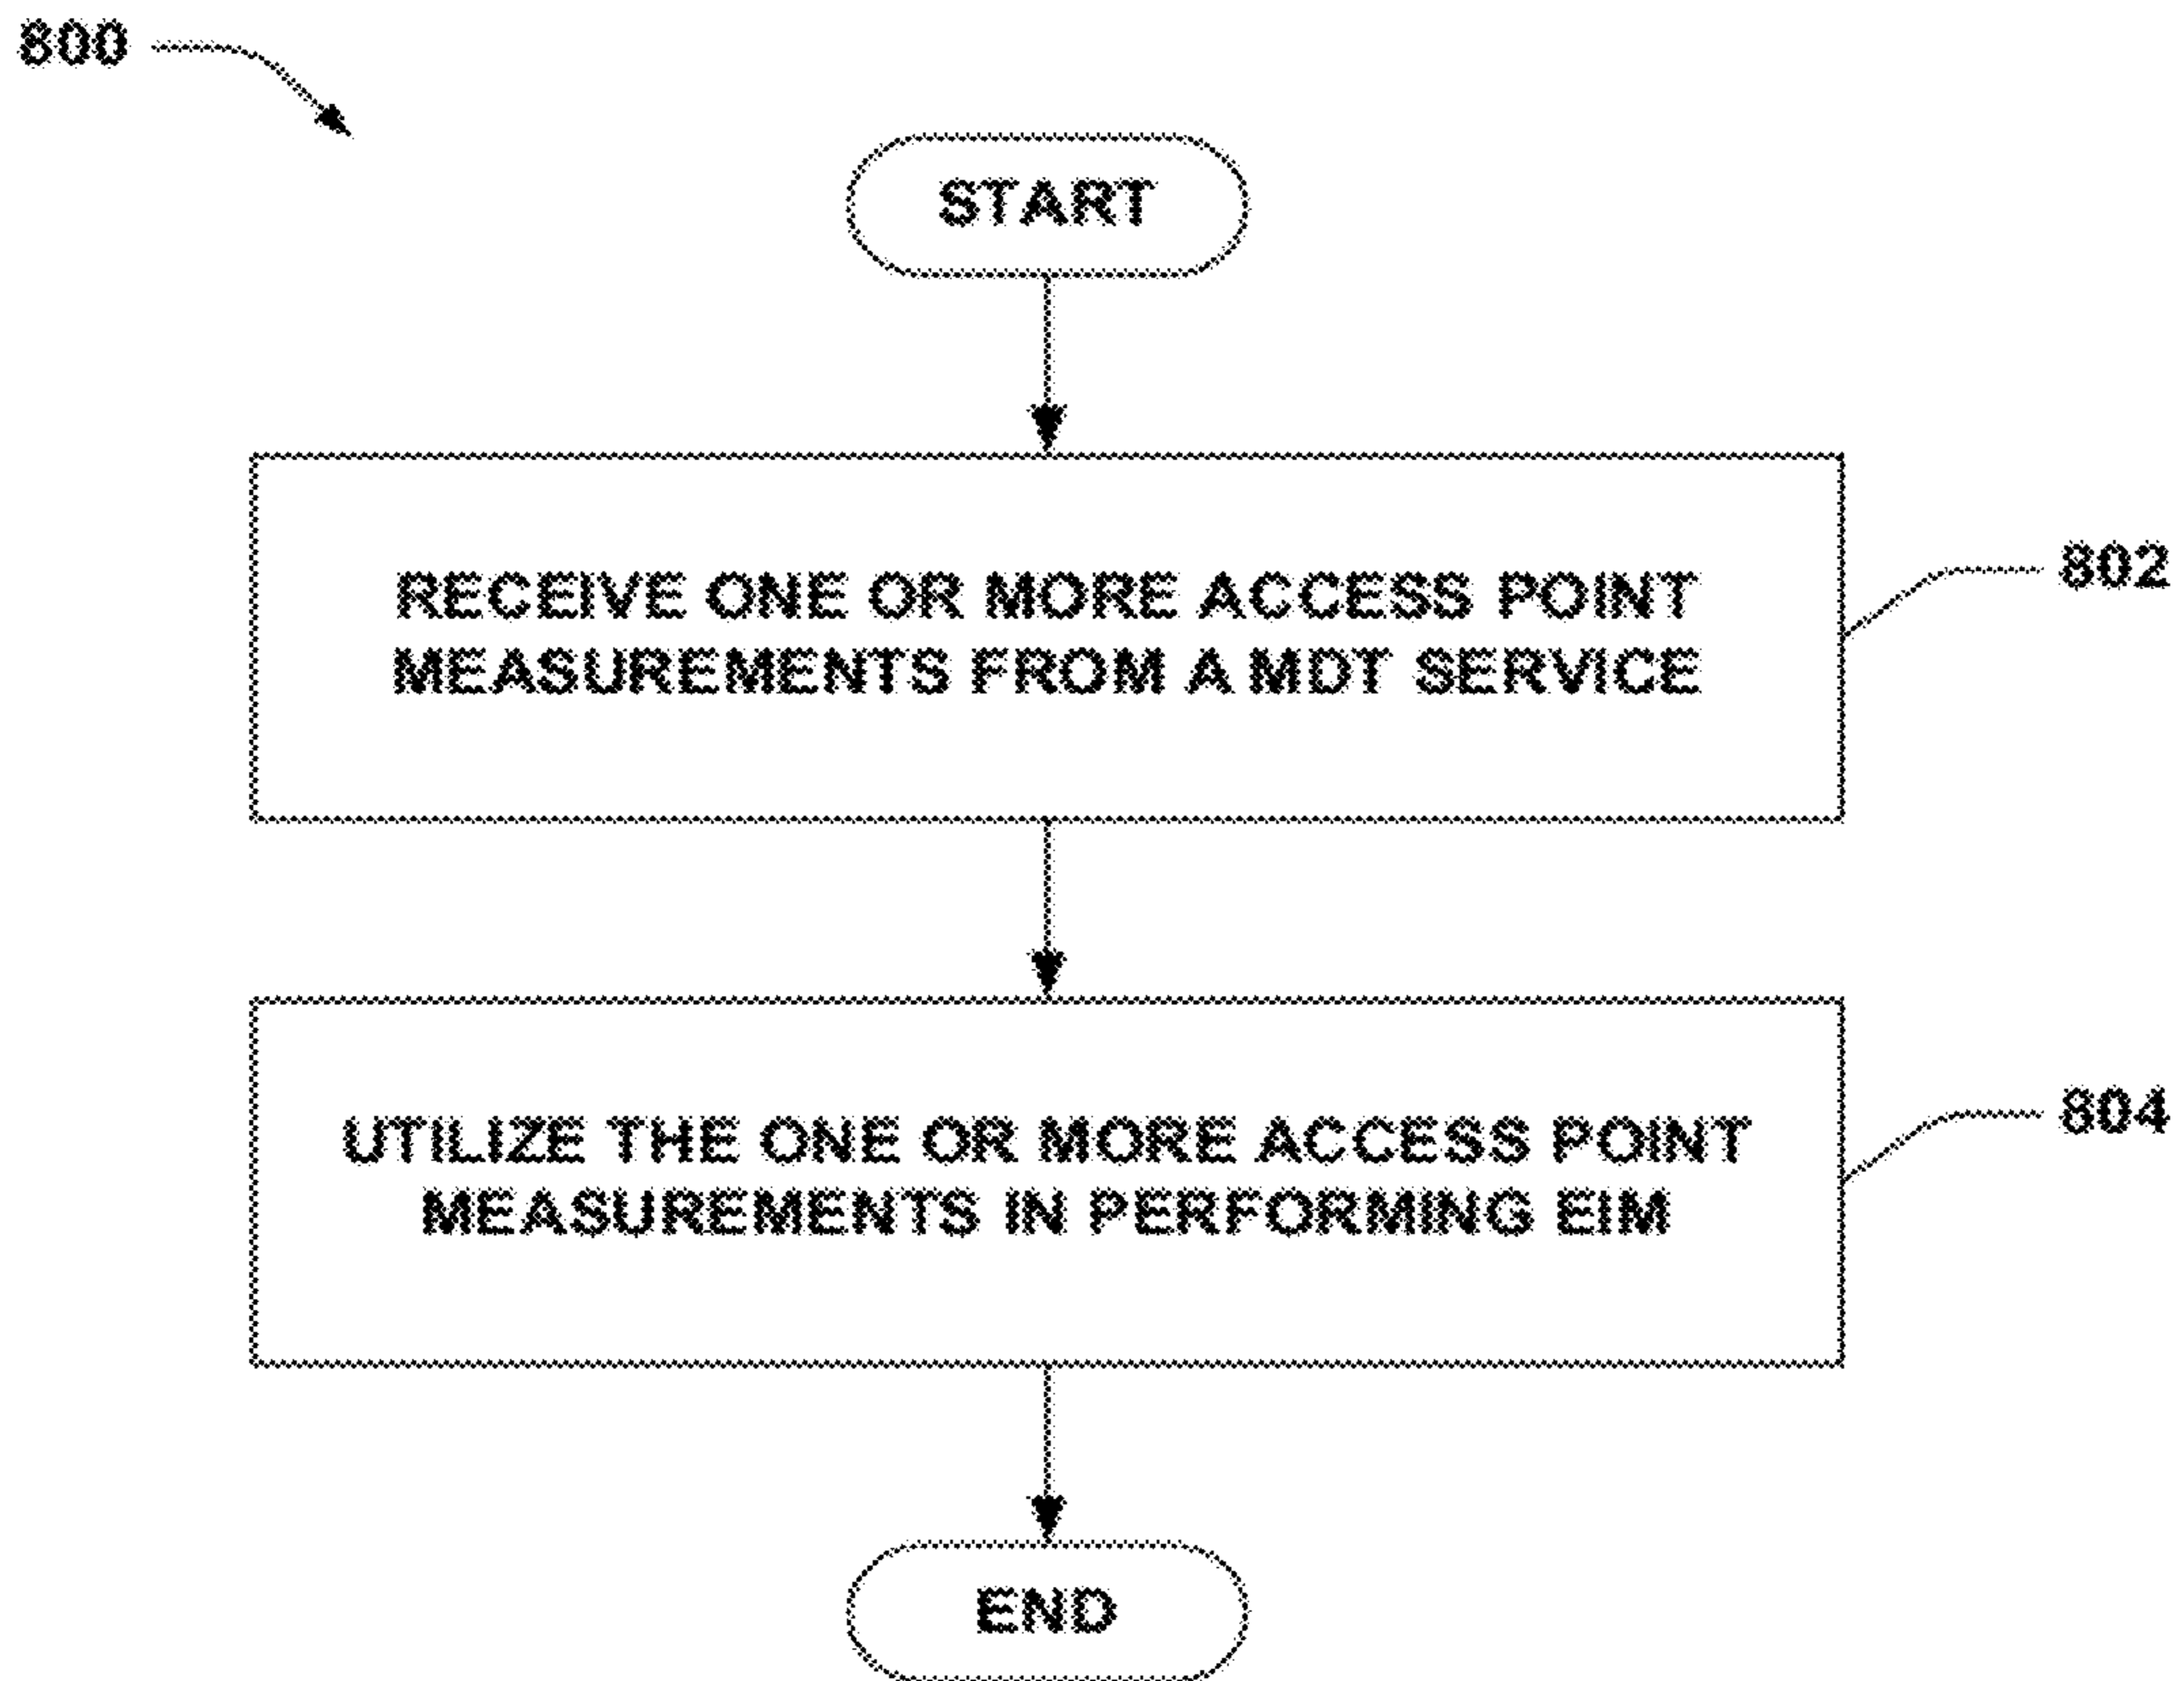 800
START
RECEIVE ONE OR MORE ACCESS POINT
MEASUREMENTS FROM A MDT SERVICE
802
UTILIZE THE ONE OR MORE ACCESS POINT
MEASUREMENTS IN PERFORMING EIM
804
END